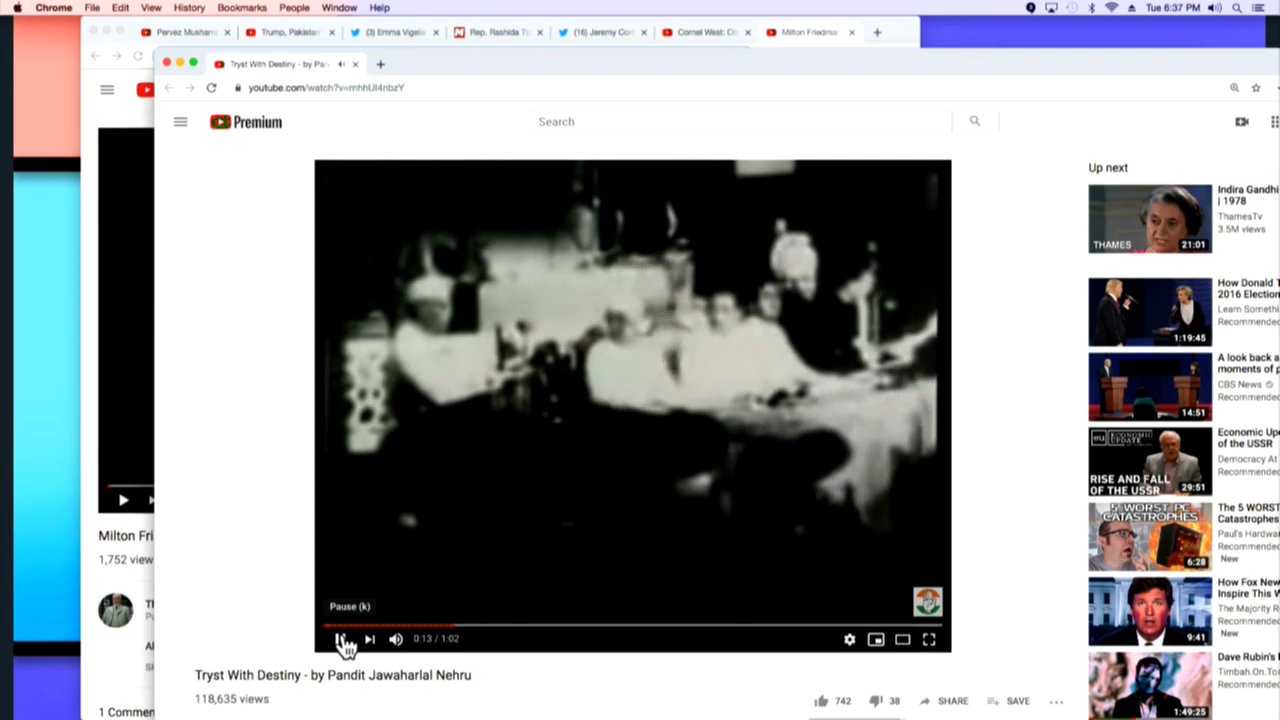 Chrome File Edit View History Bookmarks People Window Help Tue 6:37 PM
Pervez Musharr Trump, Pakistan (3) Emma Vigela Rep. Rashida Tl (16) Jeremy Cor Cornel West: Ch Milton Friedma
Tryst With Destiny - by Pan
Premium
Search
Up next
Indira Gandhi
| 1978
ThamesTv
3.5M views
THAMES
21:01
How Donald T
2016 Election
Learn Somethi
Recommended
1:19:45
A look back a
moments of p
CBS News
Recommended
14:51
Economic Up
of the USSR
Democracy At
Recommended
ECONOMIC
UPDATE
RISE AND FALL
OF THE USSR
29:51
The 5 WORST
Catastrophes
Paul's Hardwa
Recommended
New
5 WORST PC
CATASTROPHES
6:28
How Fox New
Inspire This W
The Majority R
Recommended
New
9:41
Dave Rubin's
Timbah.On.To
Recommended
1:49:25
Pause (k)
0:13 / 1:02
Tryst With Destiny - by Pandit Jawaharlal Nehru
118,635 views
742 38 SHARE SAVE
Milton Fri
1,752 view
1 Commen